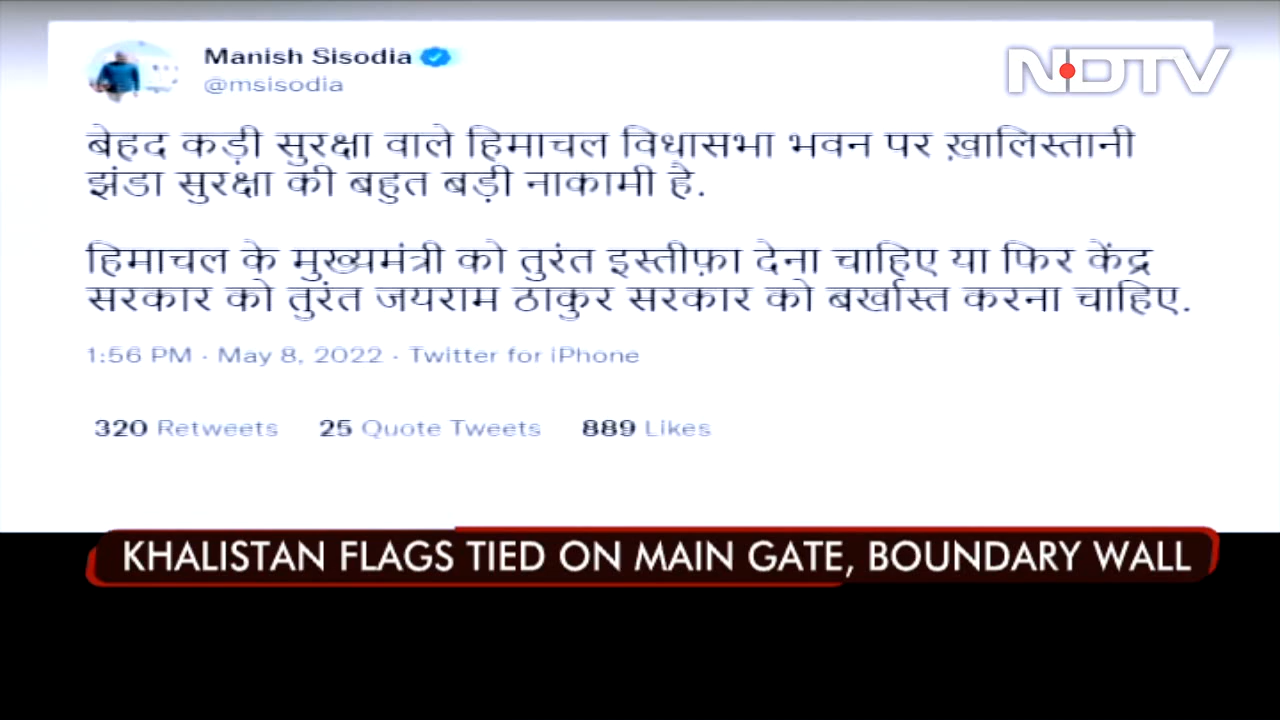 Manish Sisodia
@msisodia
NDTV
बेहद कड़ी सुरक्षा वाले हिमाचल विधासभा भवन पर ख़ालिस्तानी
झंडा सुरक्षा की बहुत बड़ी नाकामी है.
हिमाचल के मुख्यमंत्री को तुरंत इस्तीफ़ा देना चाहिए या फिर केंद्र
सरकार को तुरंत जयराम ठाकुर सरकार को बर्खास्त करना चाहिए.
1:56 PM · May 8, 2022 · Twitter for iPhone
320 Retweets 25 Quote Tweets 889 Likes
KHALISTAN FLAGS TIED ON MAIN GATE, BOUNDARY WALL